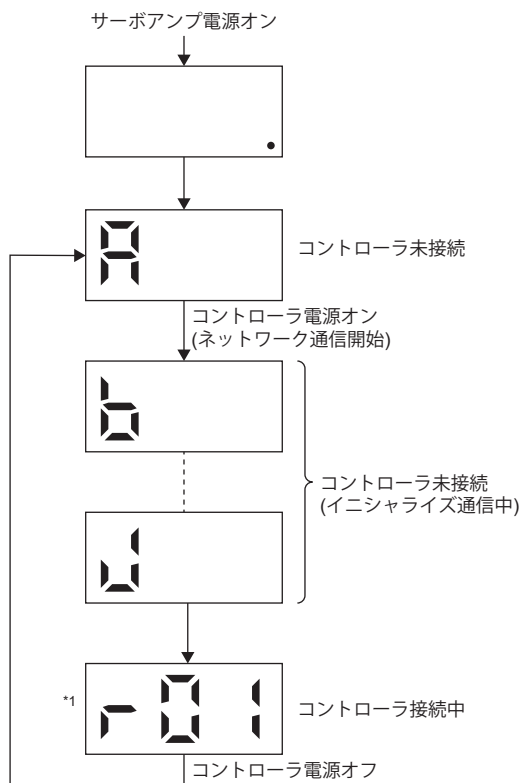 サーボアンプ電源オン
.
A
コントローラ未接続
コントローラ電源オン
(ネットワーク通信開始)
b
コントローラ未接続
(イニシャライズ通信中)
J
*1
r01
コントローラ接続中
コントローラ電源オフ